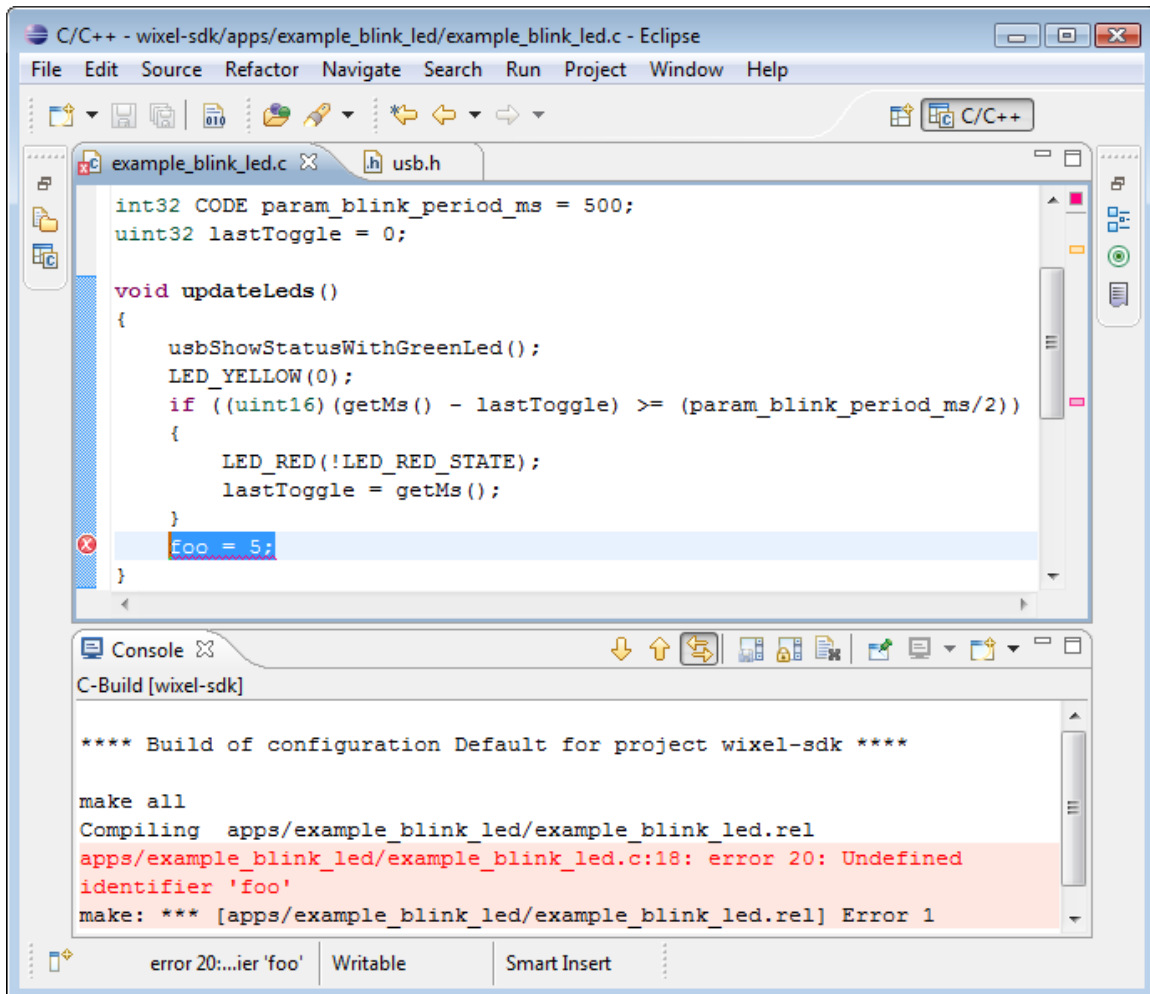 C/C++ - wixel-sdk/apps/example_blink_led/example_blink_led.c - Eclipse
File Edit Source Refactor Navigate Search Run Project Window Help
010 C/C++
example_blink_led.c .h usb.h
int32 CODE param_blink_period_ms = 500;
uint32 lastToggle = 0;
void updateLeds()
{
usbShowStatusWithGreenLed();
LED_YELLOW(0);
if ((uint16)(getMs() - lastToggle) >= (param_blink_period_ms/2))
{
LED_RED(!LED_RED_STATE);
lastToggle = getMs();
}
foo = 5;
}
Console
C-Build [wixel-sdk]
**** Build of configuration Default for project wixel-sdk ****
make all
Compiling  apps/example_blink_led/example_blink_led.rel
apps/example_blink_led/example_blink_led.c:18: error 20: Undefined
identifier 'foo'
make: *** [apps/example_blink_led/example_blink_led.rel] Error 1
error 20:...ier 'foo' Writable Smart Insert